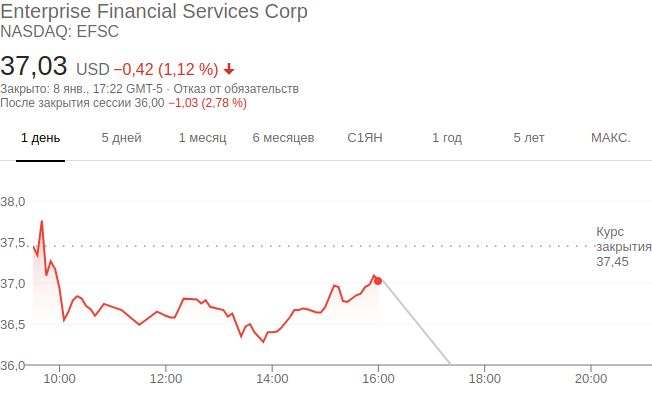 Enterprise Financial Services Corp
NASDAQ: EFSC
37,03 USD −0,42 (1,12 %)
Закрыто: 8 янв., 17:22 GMT-5 · Отказ от обязательств
После закрытия сессии 36,00 −1,03 (2,78 %)
1 день 5 дней 1 месяц 6 месяцев С1ЯН 1 год 5 лет МАКС.
38,0
37,5
37,0
36,5
36,0
Курс
закрытия
37,45
10:00 12:00 14:00 16:00 18:00 20:00